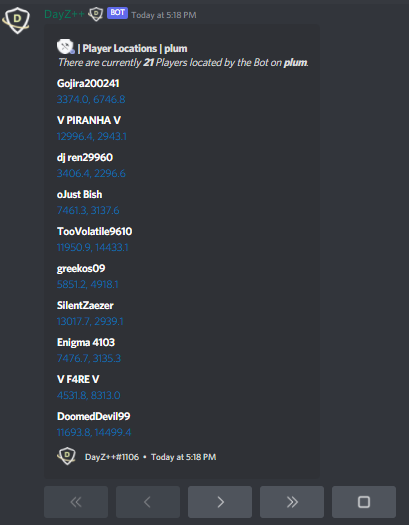 DayZ++ BOT Today at 5:18 PM
| Player Locations | plum
There are currently 21 Players located by the Bot on plum.
Gojira200241
3374.0, 6746.8
V PIRANHA V
12996.4, 2943.1
dj ren29960
3406.4, 2296.6
oJust Bish
7461.3, 3137.6
TooVolatile9610
11950.9, 14433.1
greekos09
5851.2, 4918.1
SilentZaezer
13017.7, 2939.1
Enigma 4103
7476.7, 3135.3
V F4RE V
4531.8, 8313.0
DoomedDevil99
11693.8, 14499.4
DayZ++#1106 • Today at 5:18 PM